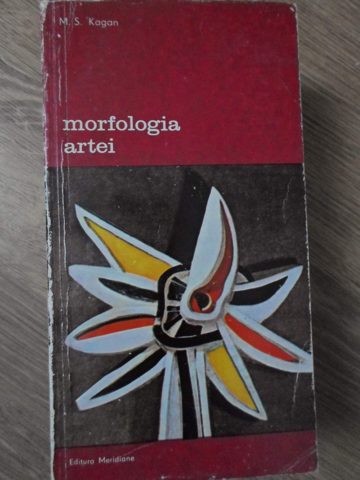 M. S. Kagan
morfologia
artei
Editura Meridiane